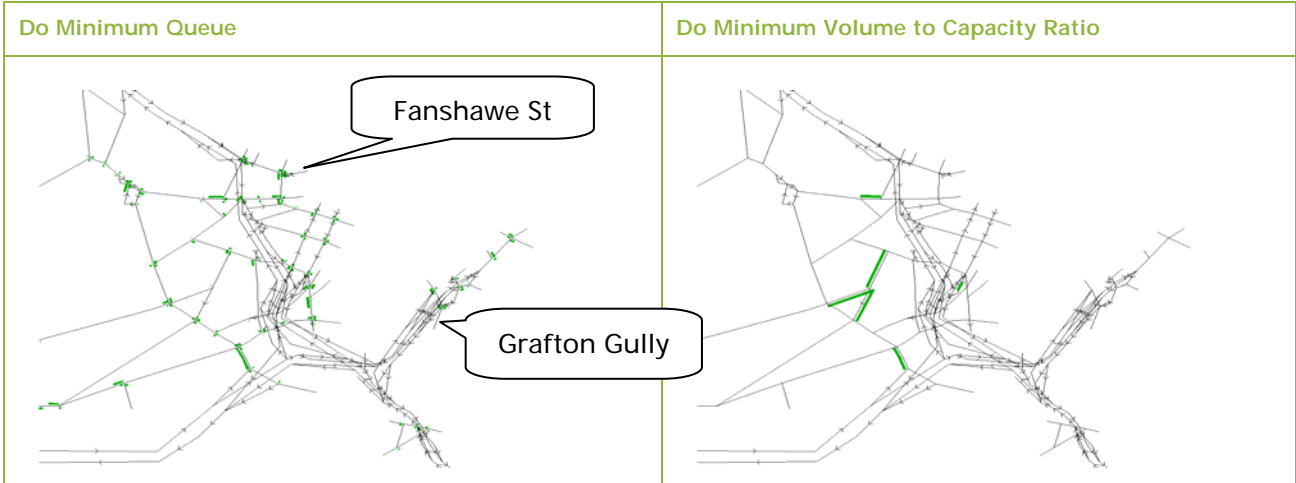 Do Minimum Queue
Do Minimum Volume to Capacity Ratio
Fanshawe St
Grafton Gully